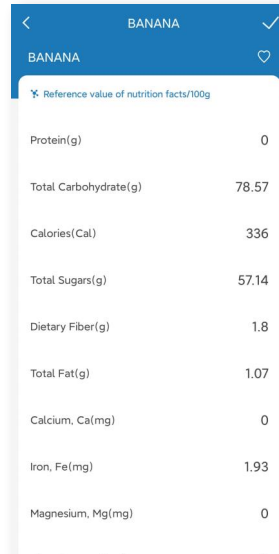 BANANA
BANANA
Reference value of nutrition facts/100g
Protein(g) 0
Total Carbohydrate(g) 78.57
Calories(Cal) 336
Total Sugars(g) 57.14
Dietary Fiber(g) 1.8
Total Fat(g) 1.07
Calcium, Ca(mg) 0
Iron, Fe(mg) 1.93
Magnesium, Mg(mg) 0